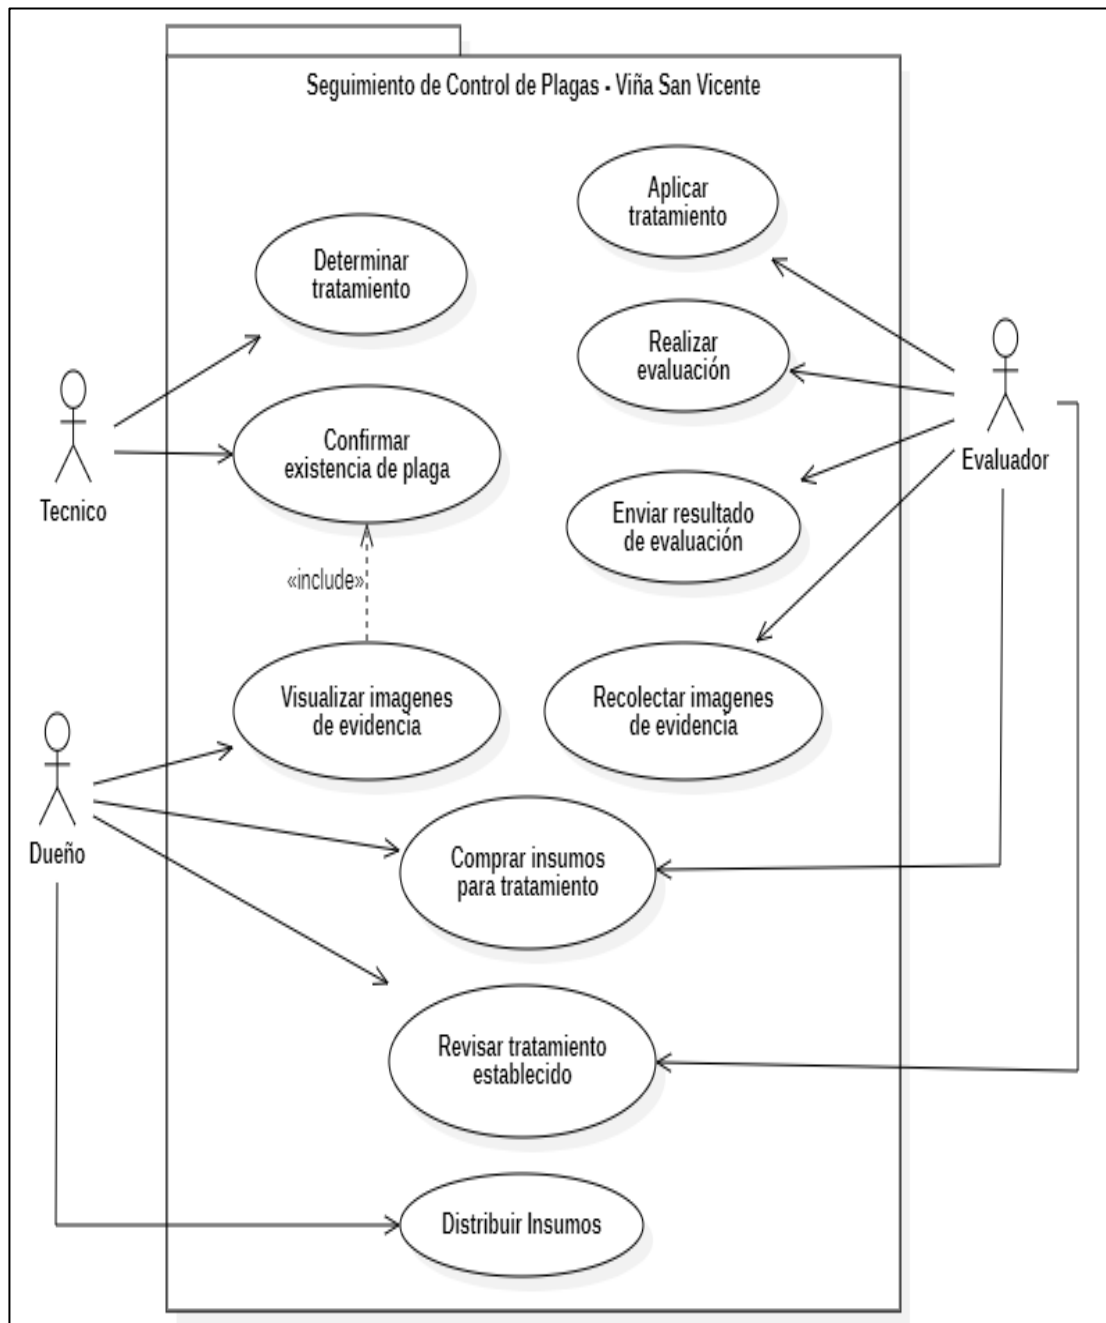 Seguimiento de Control de Plagas - Viña San Vicente
Aplicar
tratamiento
Determinar
tratamiento
Realizar
evaluación
Confirmar
existencia de plaga
Tecnico
Evaluador
Enviar resultado
de evaluación
«include»
Visualizar imagenes
de evidencia
Recolectar imagenes
de evidencia
Dueño
Comprar insumos
para tratamiento
Revisar tratamiento
establecido
Distribuir Insumos